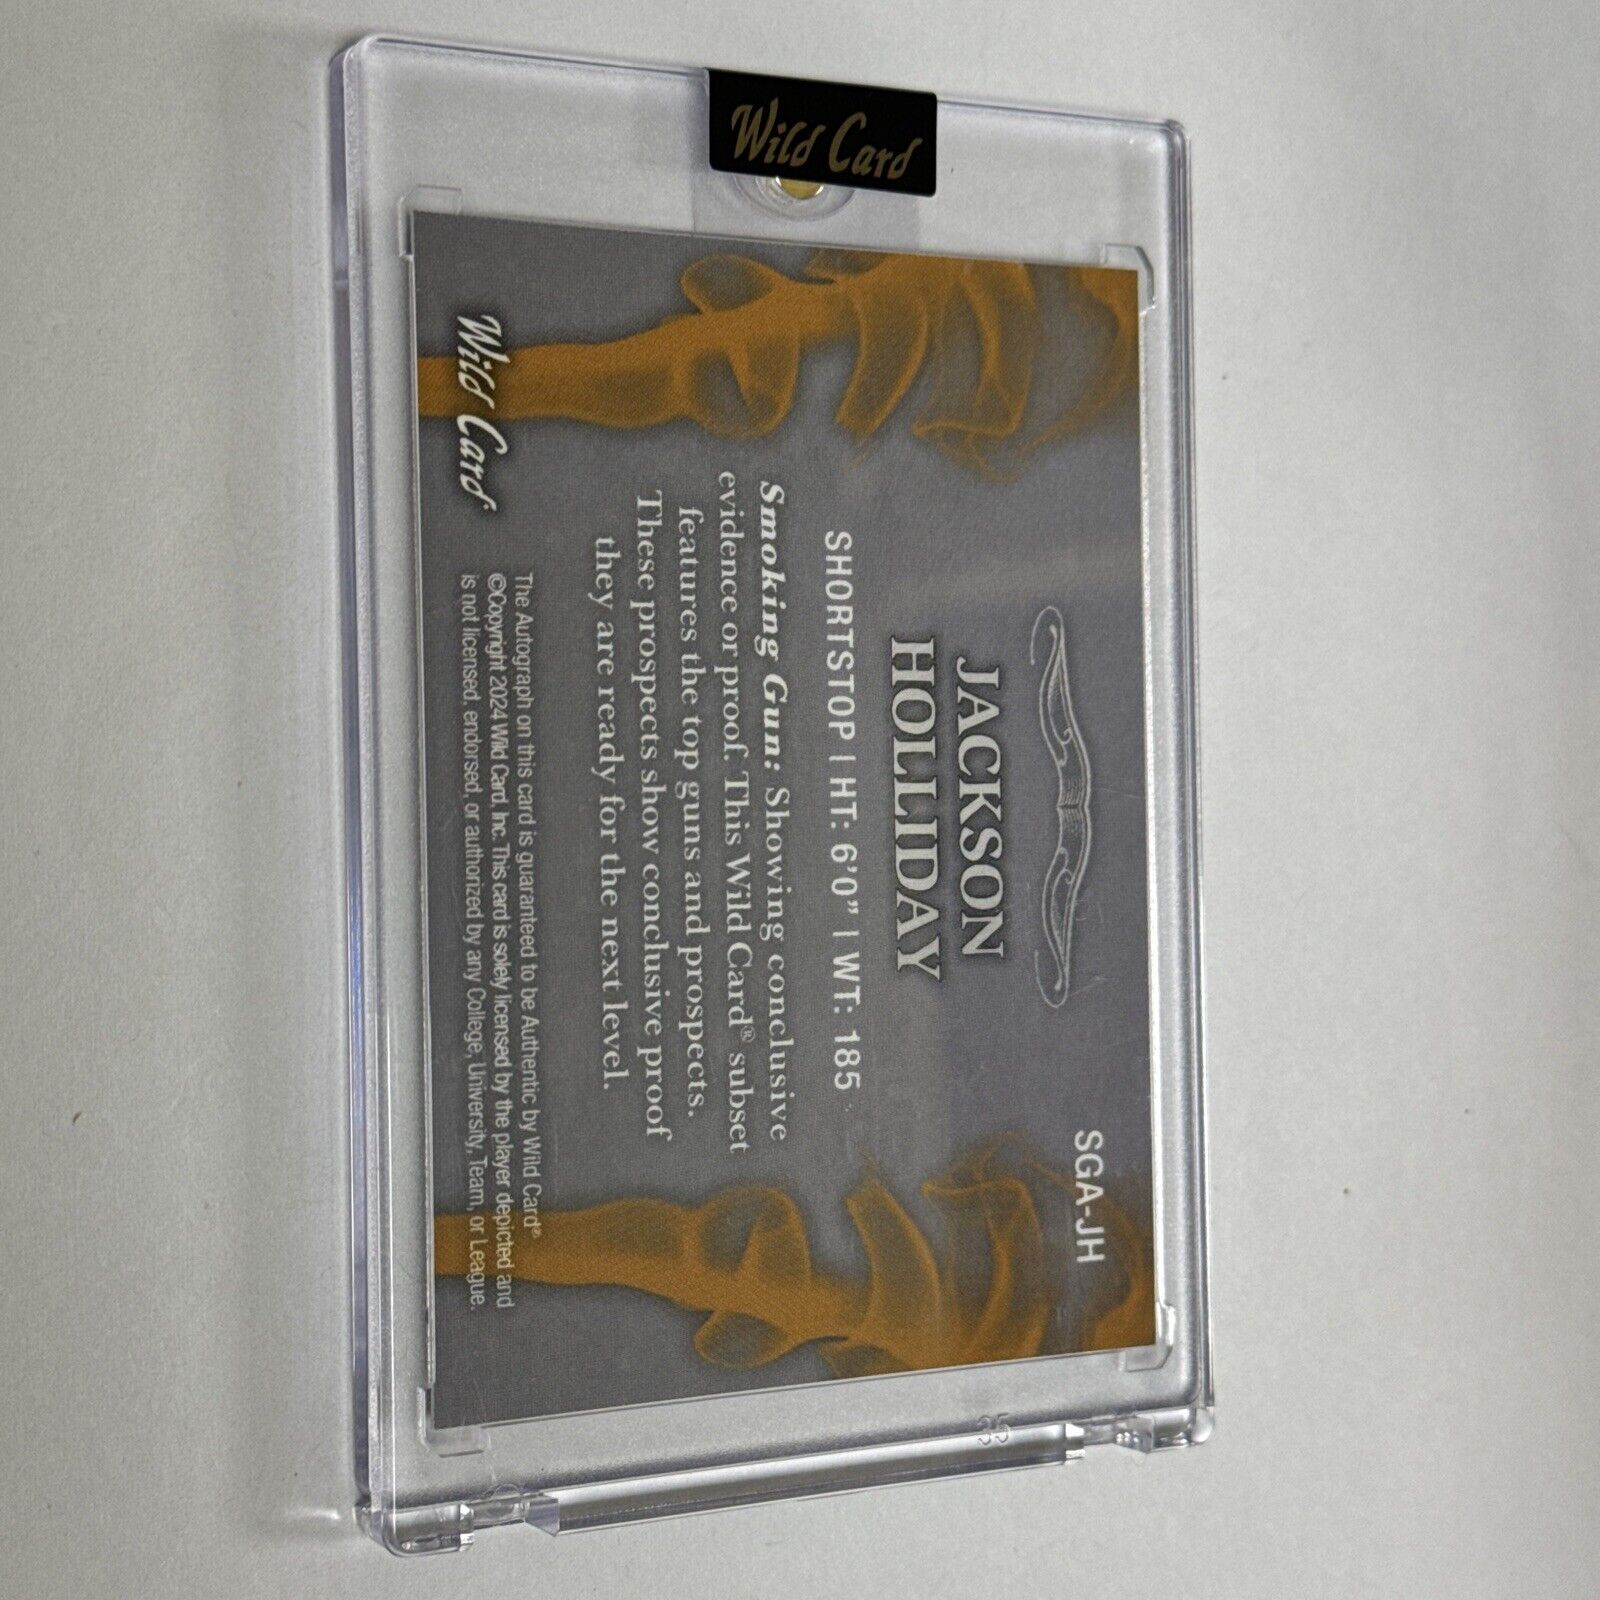 Wild Card
SGA-JH
JACKSON
HOLLIDAY
SHORTSTOP | HT: 6'0" | WT: 185
Smoking Gun: Showing conclusive
evidence or proof. This Wild Card® subset
features the top guns and prospects.
These prospects show conclusive proof
they are ready for the next level.
Wild Card
The Autograph on this card is guaranteed to be Authentic by Wild Card®
©Copyright 2024 Wild Card, Inc. This card is solely licensed by the player depicted and
is not licensed, endorsed, or authorized by any College, University, Team, or League.
35